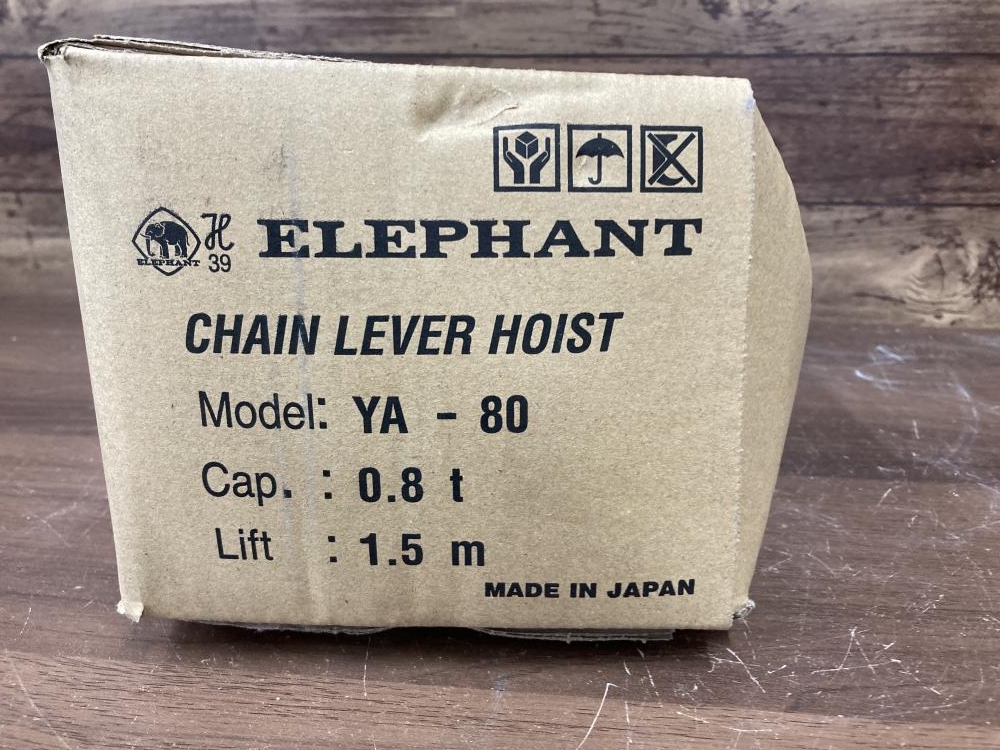 ELEPHANT
H
39
ELEPHANT
CHAIN LEVER HOIST
Model: YA - 80
Cap. : 0.8 t
Lift : 1.5 m
MADE IN JAPAN